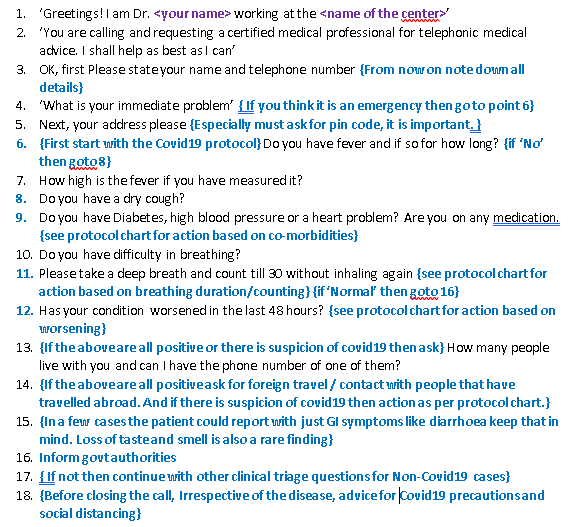 1. ‘Greetings! I am Dr. <your name> working at the <name of the center>’
2. ‘You are calling and requesting a certified medical professional for telephonic medical
advice. I shall help as best as I can’
3. OK, first Please state your name and telephone number {From now on note down all
details}
4. ‘What is your immediate problem’ {If you think it is an emergency then go to point 6}
5. Next, your address please {Especially must ask for pin code, it is important.}
6. {First start with the Covid19 protocol} Do you have fever and if so for how long? {if ‘No’
then goto 8}
7. How high is the fever if you have measured it?
8. Do you have a dry cough?
9. Do you have Diabetes, high blood pressure or a heart problem? Are you on any medication.
{see protocol chart for action based on co-morbidities}
10. Do you have difficulty in breathing?
11. Please take a deep breath and count till 30 without inhaling again {see protocol chart for
action based on breathing duration/counting} {if ‘Normal’ then goto 16}
12. Has your condition worsened in the last 48 hours? {see protocol chart for action based on
worsening}
13. {If the above are all positive or there is suspicion of covid19 then ask} How many people
live with you and can I have the phone number of one of them?
14. {If the above are all positive ask for foreign travel / contact with people that have
travelled abroad. And if there is suspicion of covid19 then action as per protocol chart.}
15. {In a few cases the patient could report with just GI symptoms like diarrhoea keep that in
mind. Loss of taste and smell is also a rare finding}
16. Inform govt authorities
17. {If not then continue with other clinical triage questions for Non-Covid19 cases}
18. {Before closing the call, Irrespective of the disease, advice for Covid19 precautions and
social distancing}